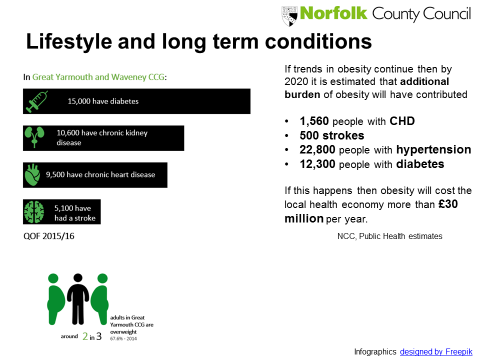 Norfolk County Council
Lifestyle and long term conditions
In Great Yarmouth and Waveney CCG:
15,000 have diabetes
10,600 have chronic kidney
disease
9,500 have chronic heart disease
5,100 have
had a stroke
QOF 2015/16
around 2 in 3
adults in Great
Yarmouth CCG are
overweight
67.6% - 2014
If trends in obesity continue then by
2020 it is estimated that additional
burden of obesity will have contributed
• 1,560 people with CHD
• 500 strokes
• 22,800 people with hypertension
• 12,300 people with diabetes
If this happens then obesity will cost the
local health economy more than £30
million per year.
NCC, Public Health estimates
Infographics designed by Freepik